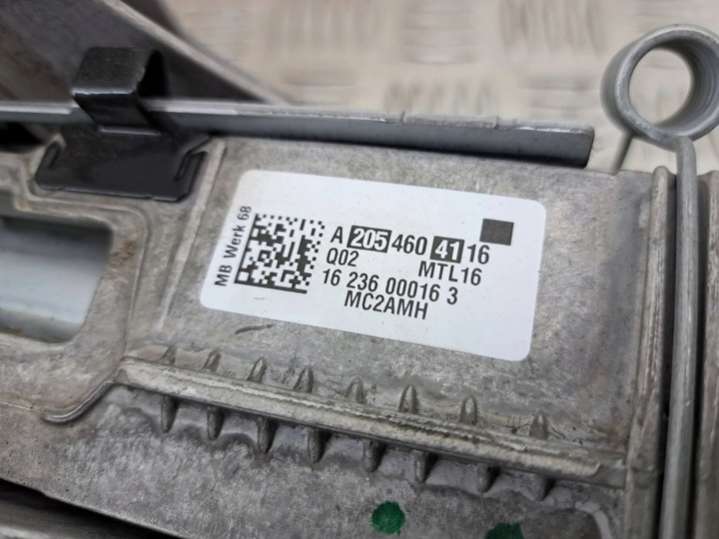 MB Werk 68
A 205 460 41 16
Q02 MTL16
16 236 00016 3
MC2AMH